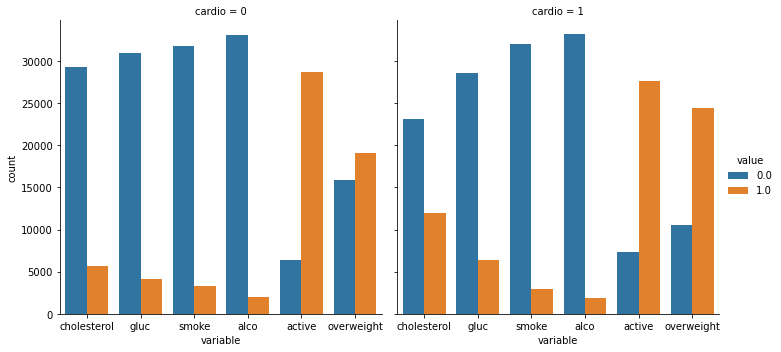 cardio = 0
cardio = 1
count
30000
25000
20000
15000
10000
5000
0
cholesterol gluc smoke alco active overweight
variable
cholesterol gluc smoke alco active overweight
variable
value
0.0
1.0